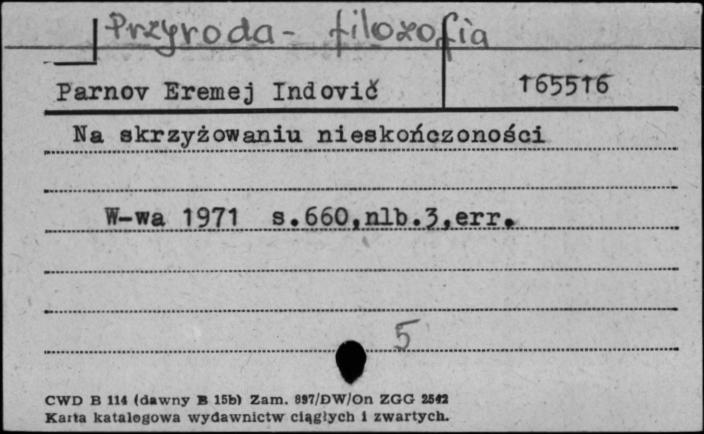 Przyroda - filozofia
Parnov Eremej Indovič 165516
Na skrzyżowaniu nieskończoności
W-wa 1971 s.660,nlb.3,err.
5
CWD B 114 (dawny B 15b) Zam. 897/DW/On ZGG 2542
Karta katalogowa wydawnictw ciągłych i zwartych.